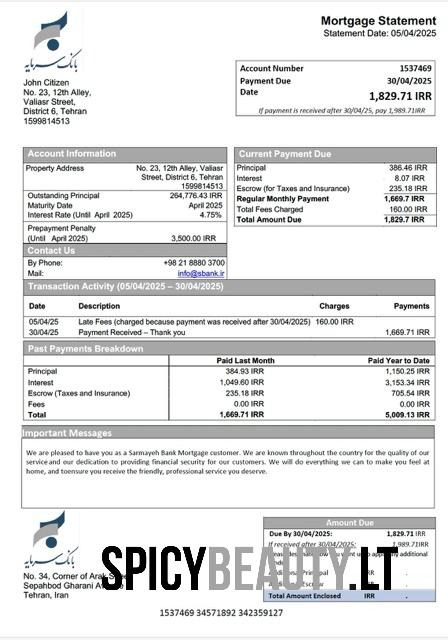 Mortgage Statement
Statement Date: 05/04/2025
بانک سرمایه
John Citizen
No. 23, 12th Alley,
Valiasr Street,
District 6, Tehran
1599814513
Account Number 1537469
Payment Due 30/04/2025
Date 1,829.71 IRR
If payment is received after 30/04/25, pay 1,989.71IRR
Account Information
Property Address No. 23, 12th Alley, Valiasr
Street, District 6, Tehran
1599814513
Outstanding Principal 264,776.43 IRR
Maturity Date April 2025
Interest Rate (Until April 2025) 4.75%
Prepayment Penalty
(Until April 2025) 3,500.00 IRR
Contact Us
By Phone: +98 21 8880 3700
Mail: info@sbank.ir
Current Payment Due
Principal 386.46 IRR
Interest 8.07 IRR
Escrow (for Taxes and Insurance) 235.18 IRR
Regular Monthly Payment 1,669.7 IRR
Total Fees Charged 160.00 IRR
Total Amount Due 1,829.7 IRR
Transaction Activity (05/04/2025 – 30/04/2025)
Date Description Charges Payments
05/04/25 Late Fees (charged because payment was received after 30/04/2025) 160.00 IRR
30/04/25 Payment Received – Thank you 1,669.71 IRR
Past Payments Breakdown
Paid Last Month Paid Year to Date
Principal 384.93 IRR 1,150.25 IRR
Interest 1,049.60 IRR 3,153.34 IRR
Escrow (Taxes and Insurance) 235.18 IRR 705.54 IRR
Fees 0.00 IRR 0.00 IRR
Total 1,669.71 IRR 5,009.13 IRR
Important Messages
We are pleased to have you as a Sarmayeh Bank Mortgage customer. We are known throughout the country for the quality of our
service and our dedication to providing financial security for our customers. We will do everything we can to make you feel at
home, and toensure you receive the friendly, professional service you deserve.
بانک سرمایه
No. 34, Corner of Arak
Sepahbod Gharani
Tehran, Iran
Amount Due
Due By 30/04/2025: 1,829.71 IRR
If received after 30/04/2025: 1,989.71IRR
Total Amount Enclosed IRR .
SPICYBEAUTY.LT
1537469 34571892 342359127